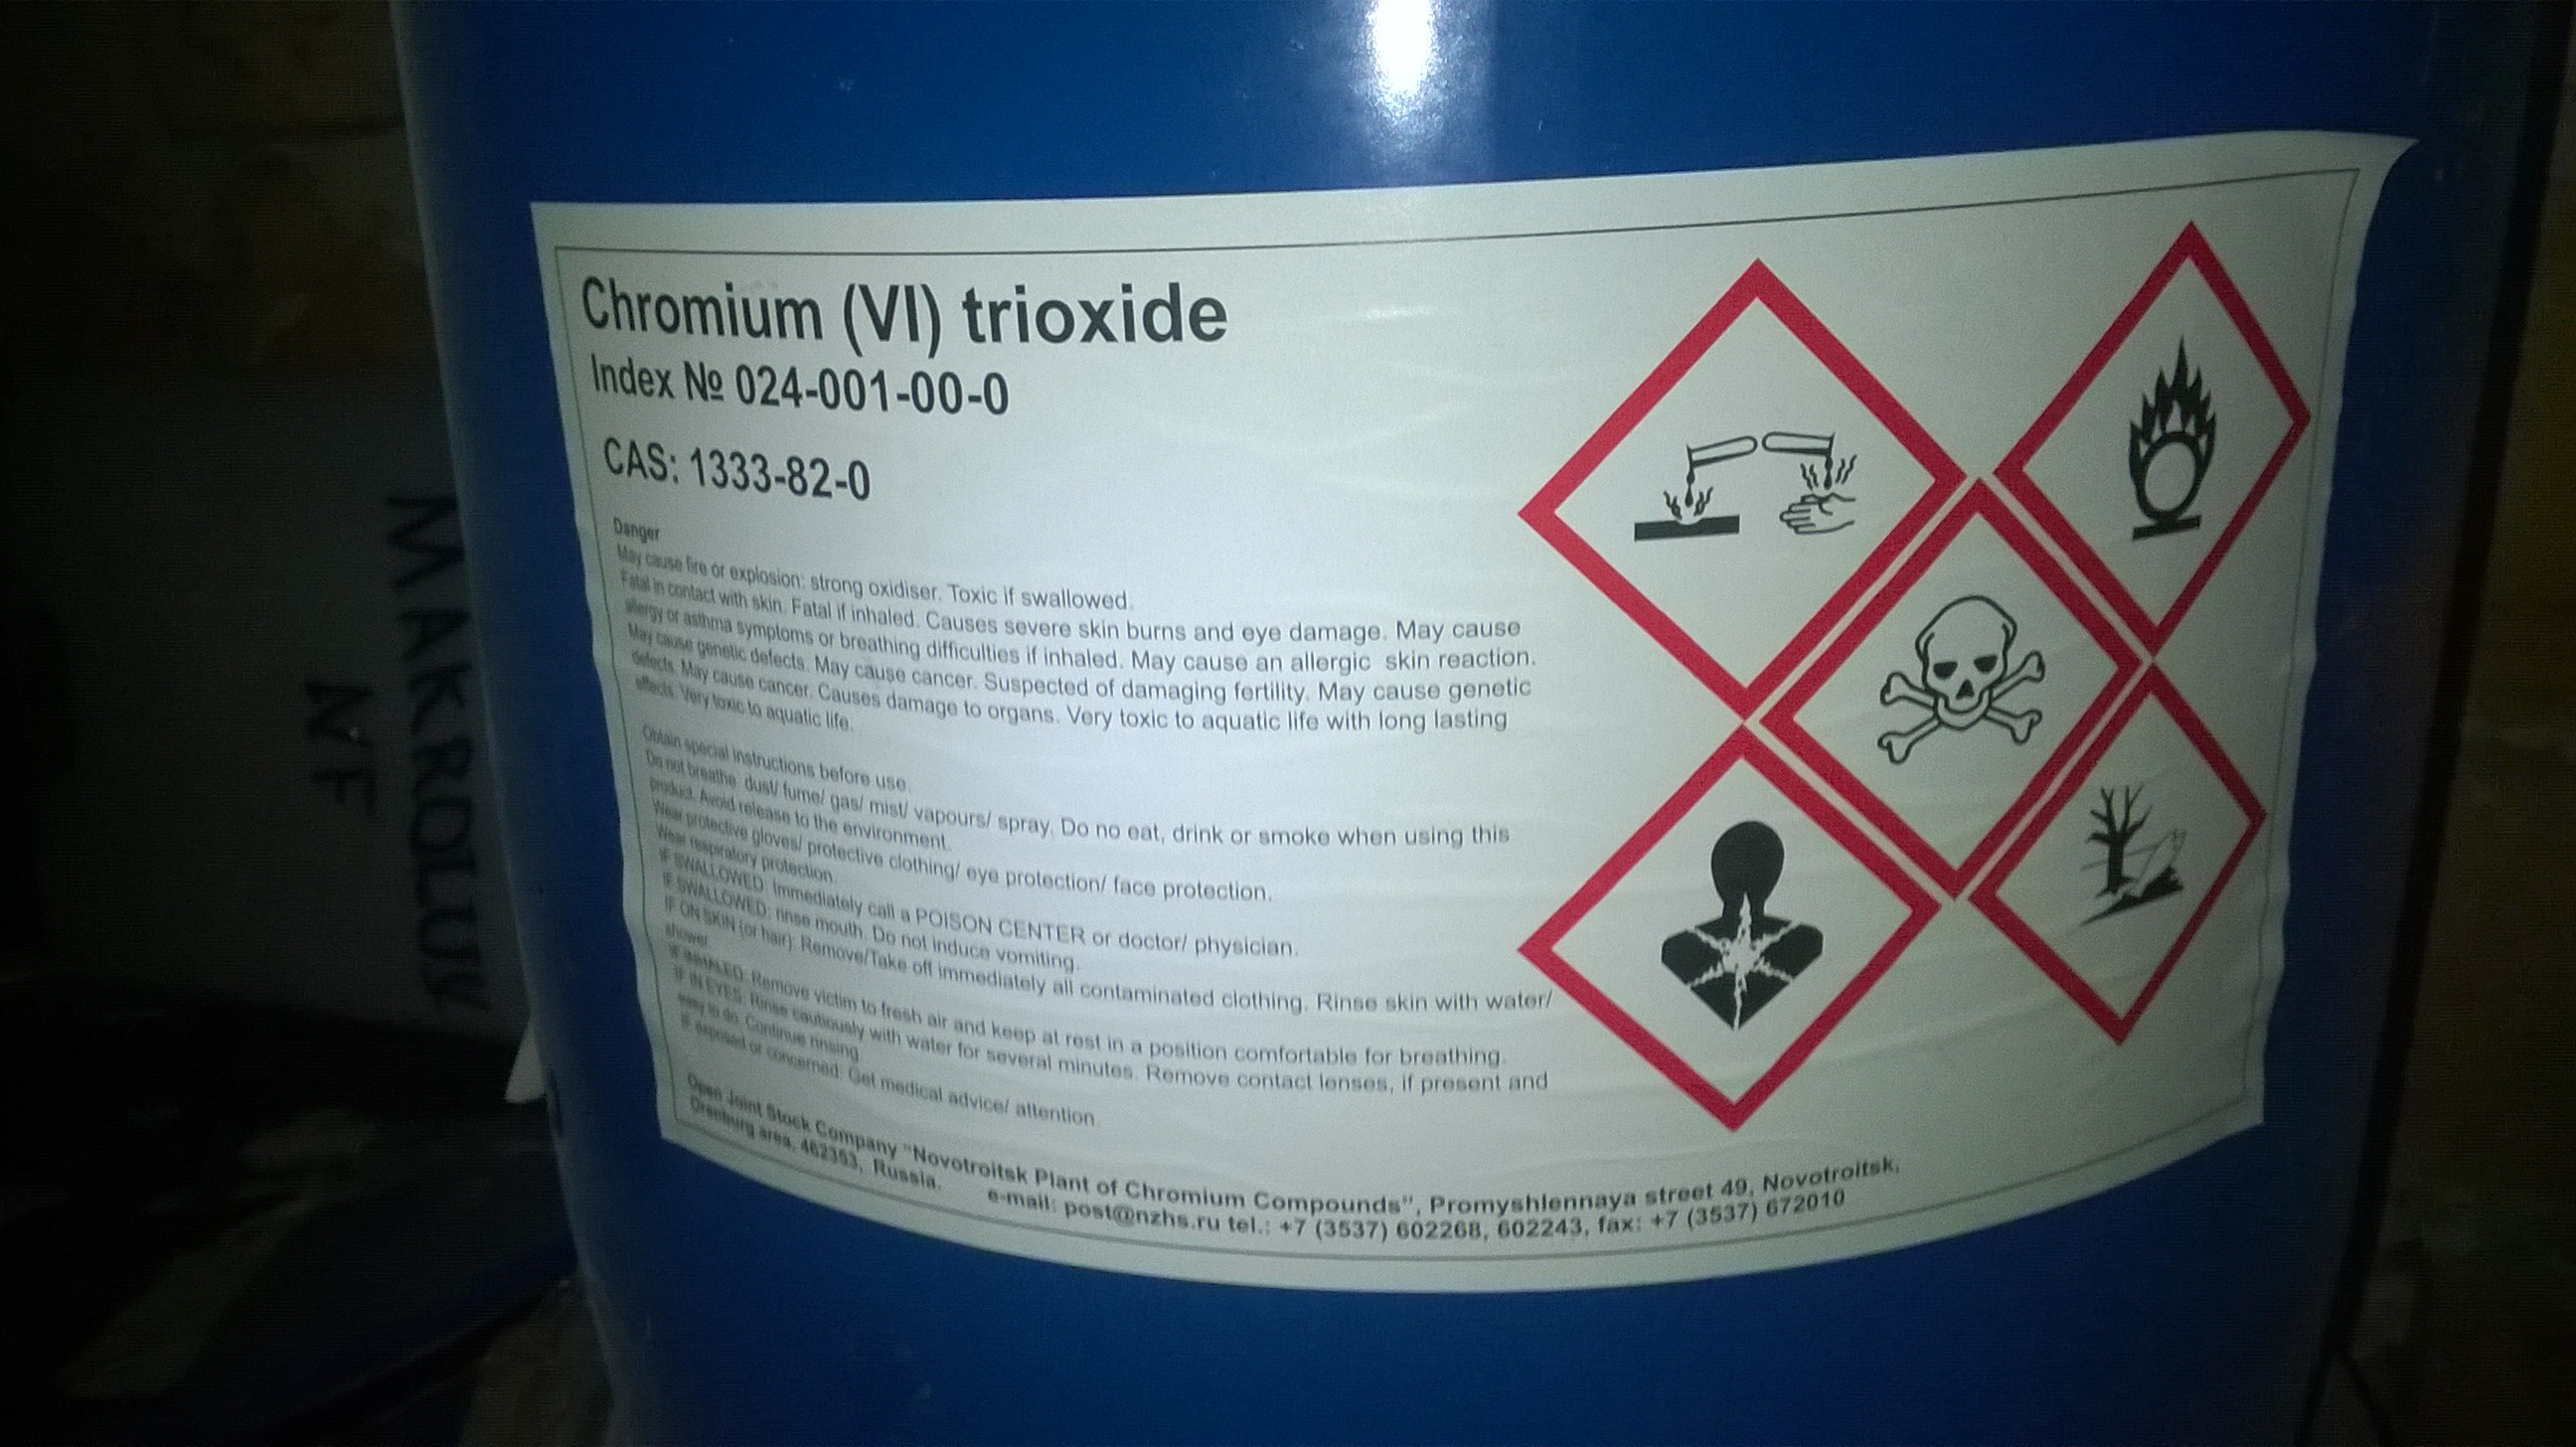 Chromium (VI) trioxide
Index № 024-001-00-0
CAS: 1333-82-0
Danger
May cause fire or explosion: strong oxidiser. Toxic if swallowed.
Fatal in contact with skin. Fatal if inhaled. Causes severe skin burns and eye damage. May cause
allergy or asthma symptoms or breathing difficulties if inhaled. May cause an allergic skin reaction.
May cause genetic defects. May cause cancer. Suspected of damaging fertility. May cause genetic
defects. May cause cancer. Causes damage to organs. Very toxic to aquatic life with long lasting
effects. Very toxic to aquatic life.
Obtain special instructions before use.
Do not breathe dust/ fume/ gas/ mist/ vapours/ spray. Do no eat, drink or smoke when using this
product. Avoid release to the environment.
Wear protective gloves/ protective clothing/ eye protection/ face protection.
Wear respiratory protection.
IF SWALLOWED: Immediately call a POISON CENTER or doctor/ physician.
IF SWALLOWED: rinse mouth. Do not induce vomiting.
IF ON SKIN (or hair): Remove/Take off immediately all contaminated clothing. Rinse skin with water/
shower.
IF INHALED: Remove victim to fresh air and keep at rest in a position comfortable for breathing.
IF IN EYES: Rinse cautiously with water for several minutes. Remove contact lenses, if present and
easy to do. Continue rinsing.
If exposed or concerned: Get medical advice/ attention.
Open Joint Stock Company "Novotroitsk Plant of Chromium Compounds", Promyshlennaya street 49, Novotroitsk,
Orenburg area, 462353, Russia. e-mail: post@nzhs.ru tel.: +7 (3537) 602268, 602243, fax: +7 (3537) 672010
MAKROLUX
NF